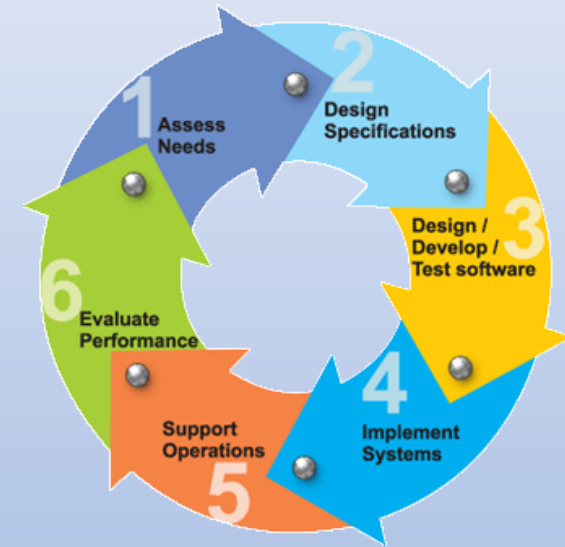 1
Assess
Needs
2
Design
Specifications
3
Design /
Develop /
Test software
4
Implement
Systems
5
Support
Operations
6
Evaluate
Performance